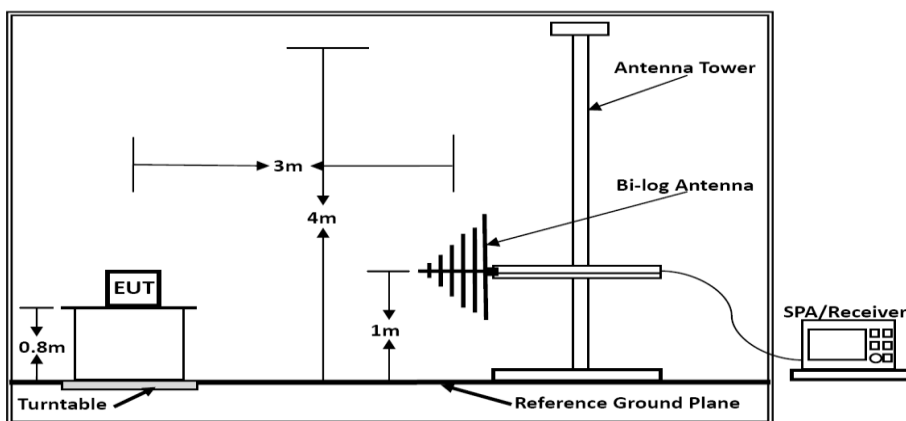 Antenna Tower
3m
Bi-log Antenna
4m
EUT
1m
0.8m
SPA/Receiver
Turntable
Reference Ground Plane